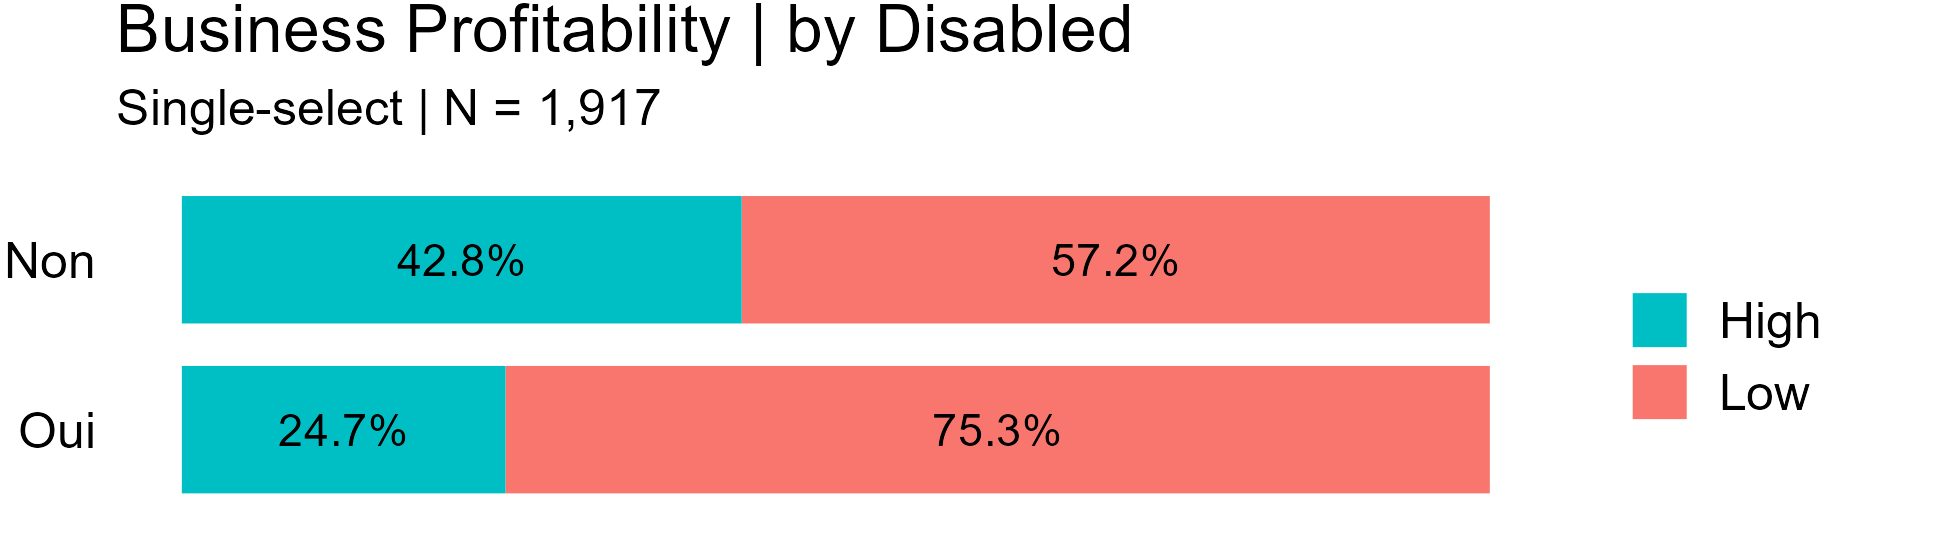 Business Profitability | by Disabled
Single-select | N = 1,917
Non
42.8%
57.2%
Oui
24.7%
75.3%
High
Low